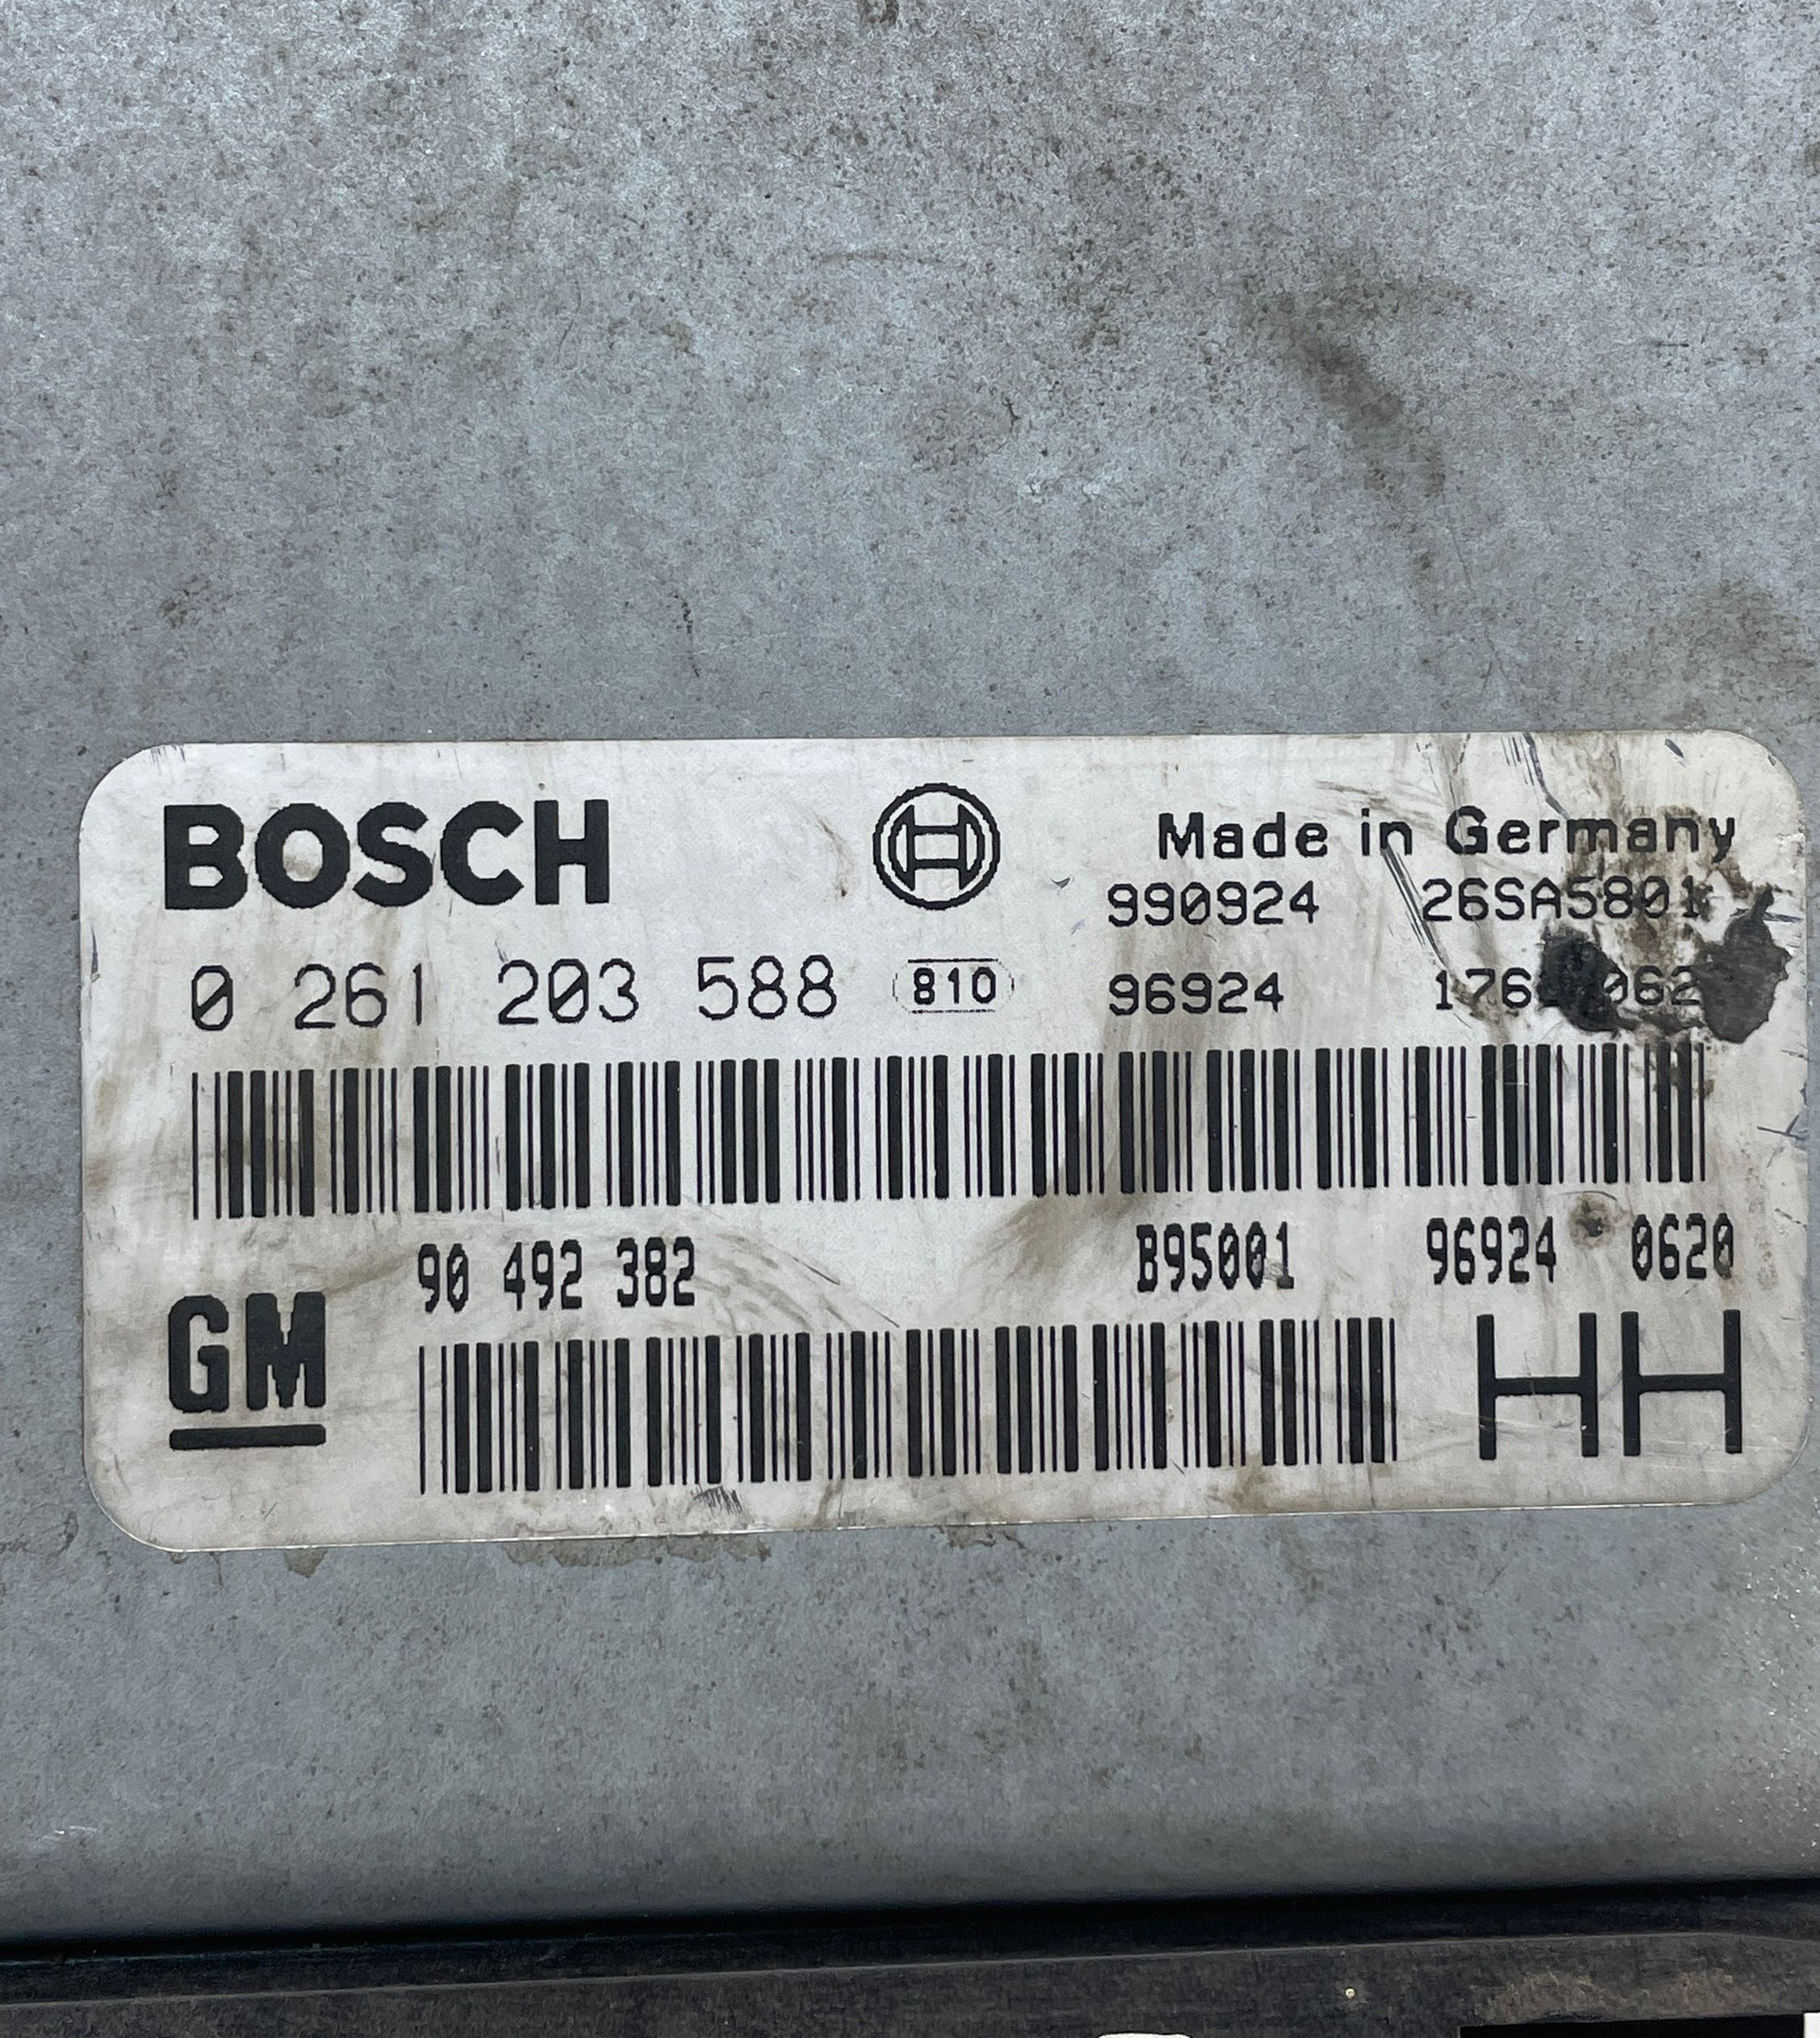 BOSCH
Made in Germany
990924 26SA5801
0 261 203 588 810 96924
90 492 382 B95001 96924 0620
GM HH